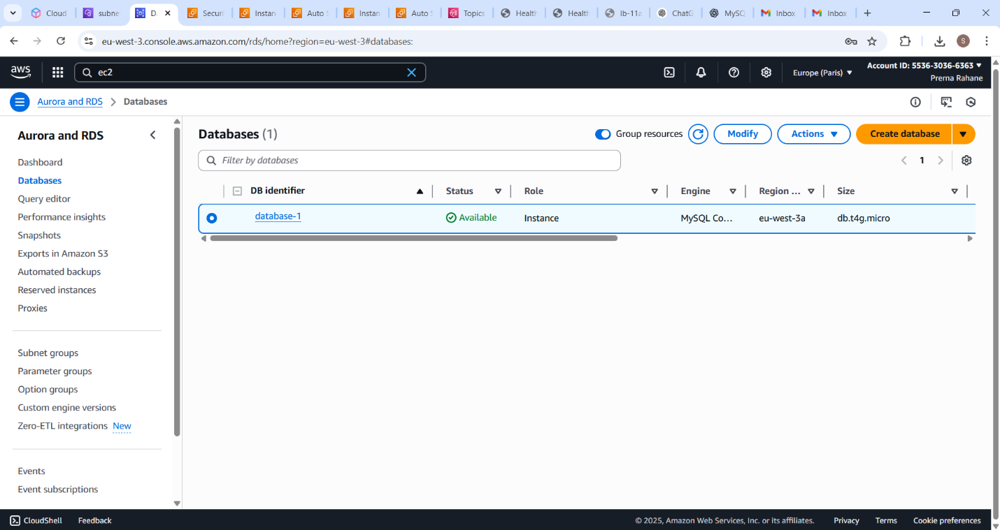 Cloud
subne
D
Securi
Instan
Auto S
Instan
Auto S
Topics
Health
Health
lb-11a
ChatG
MySQ
Inbox
Inbox
eu-west-3.console.aws.amazon.com/rds/home?region=eu-west-3#databases:
S
aws
ec2
Europe (Paris)
Account ID: 5536-3036-6363
Prerna Rahane
Aurora and RDS
Databases
Aurora and RDS
Dashboard
Databases
Query editor
Performance insights
Snapshots
Exports in Amazon S3
Automated backups
Reserved instances
Proxies
Subnet groups
Parameter groups
Option groups
Custom engine versions
Zero-ETL integrations New
Events
Event subscriptions
Databases (1)
Group resources
Modify
Actions
Create database
Filter by databases
1
DB identifier Status Role Engine Region ... Size
database-1 Available Instance MySQL Co... eu-west-3a db.t4g.micro
CloudShell Feedback © 2025, Amazon Web Services, Inc. or its affiliates. Privacy Terms Cookie preferences